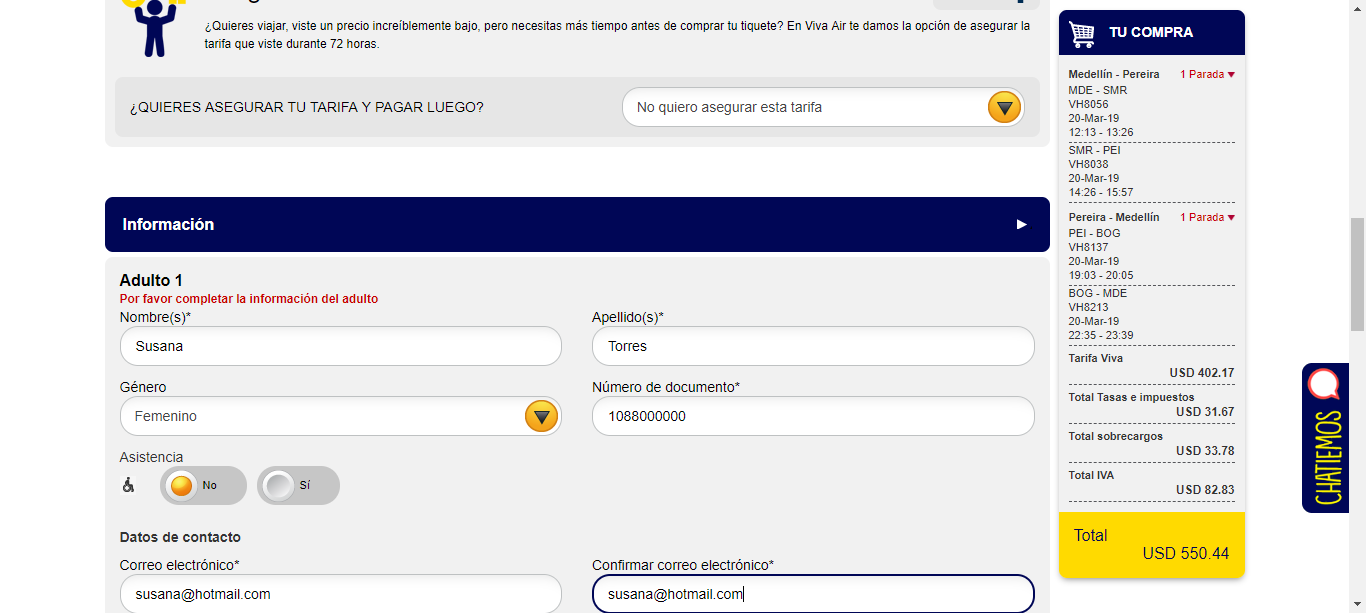 ¿Quieres viajar, viste un precio increíblemente bajo, pero necesitas más tiempo antes de comprar tu tiquete? En Viva Air te damos la opción de asegurar la
tarifa que viste durante 72 horas.
¿QUIERES ASEGURAR TU TARIFA Y PAGAR LUEGO?
No quiero asegurar esta tarifa
Información
Adulto 1
Por favor completar la información del adulto
Nombre(s)*
Apellido(s)*
Susana
Torres
Género
Número de documento*
Femenino
1088000000
Asistencia
No
Sí
Datos de contacto
Correo electrónico*
Confirmar correo electrónico*
susana@hotmail.com
susana@hotmail.com
TU COMPRA
Medellín - Pereira 1 Parada
MDE - SMR
VH8056
20-Mar-19
12:13 - 13:26
SMR - PEI
VH8038
20-Mar-19
14:26 - 15:57
Pereira - Medellín 1 Parada
PEI - BOG
VH8137
20-Mar-19
19:03 - 20:05
BOG - MDE
VH8213
20-Mar-19
22:35 - 23:39
Tarifa Viva
USD 402.17
Total Tasas e impuestos
USD 31.67
Total sobrecargos
USD 33.78
Total IVA
USD 82.83
Total
USD 550.44
CHATIEMOS